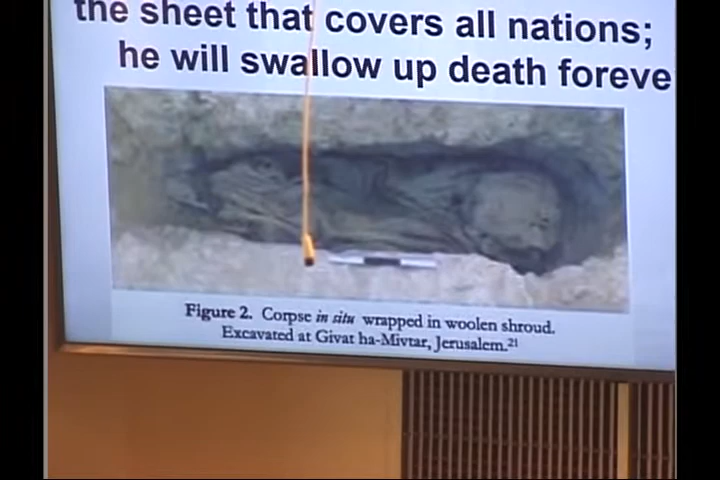 the sheet that covers all nations;
he will swallow up death foreve
Figure 2. Corpse in situ wrapped in woolen shroud.
Excavated at Givat ha-Mivtar, Jerusalem.21